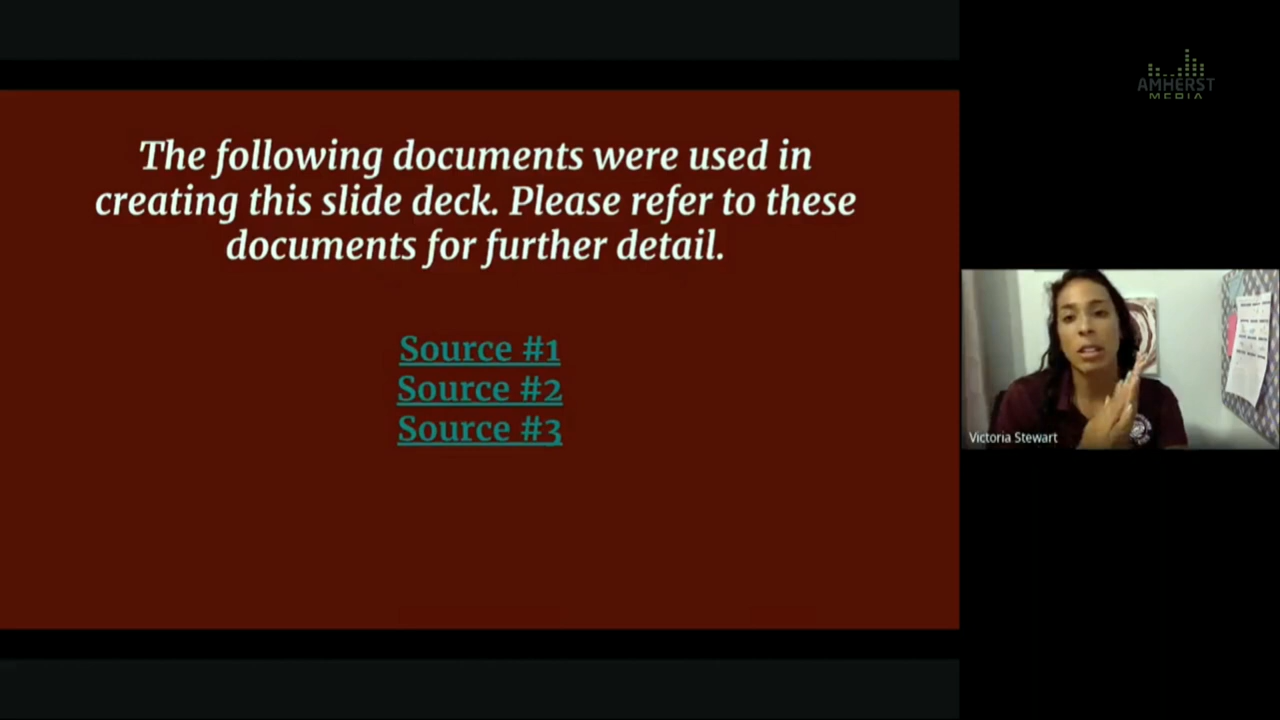 AMHERST
MEDIA
The following documents were used in
creating this slide deck. Please refer to these
documents for further detail.
Source #1
Source #2
Source #3
Victoria Stewart